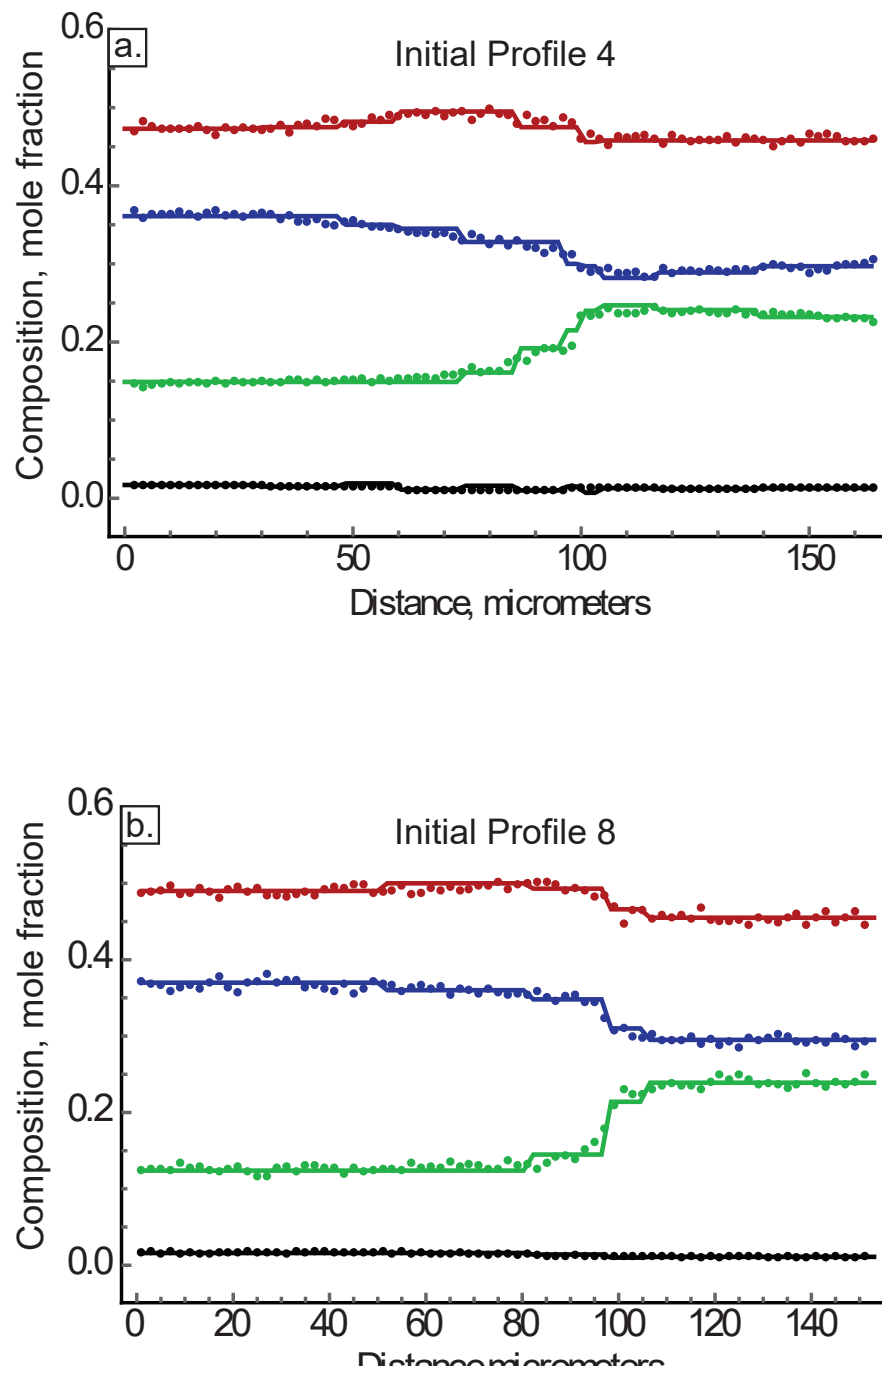 a.
Initial Profile 4
Composition, mole fraction
0.6
0.4
0.2
0.0
0 50 100 150
Distance, micrometers
b.
Initial Profile 8
Composition, mole fraction
0.6
0.4
0.2
0.0
0 20 40 60 80 100 120 140
Distance micrometers